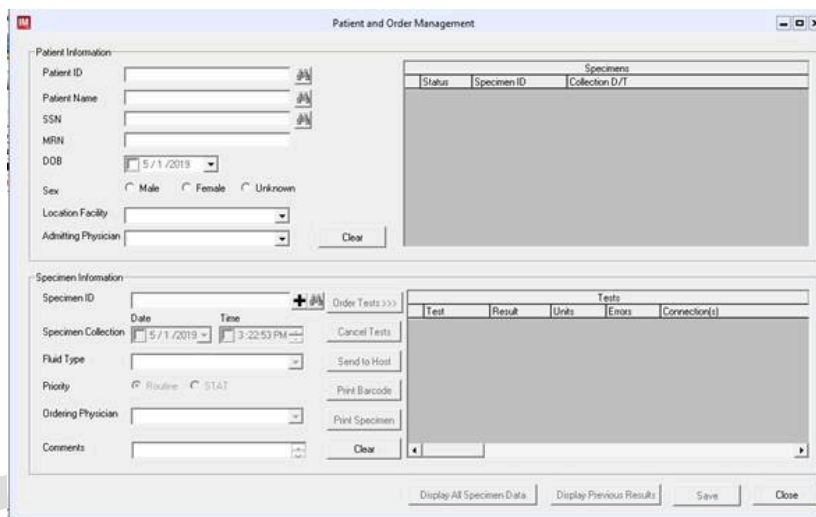 IM Patient and Order Management
Patient Information
Patient ID
Patient Name
SSN
MRN
DOB 5 / 1 /2019
Sex Male Female Unknown
Location Facility
Admitting Physician Clear
Specimens
Status Specimen ID Collection D/T
Specimen Information
Specimen ID Order Tests >>>
Date Time
Specimen Collection 5 / 1 /2019 3:22:53 PM Cancel Tests
Fluid Type Send to Host
Priority Routine STAT Print Barcode
Ordering Physician Print Specimen
Comments Clear
Tests
Test Result Units Errors Connection(s)
Display All Specimen Data Display Previous Results Save Close